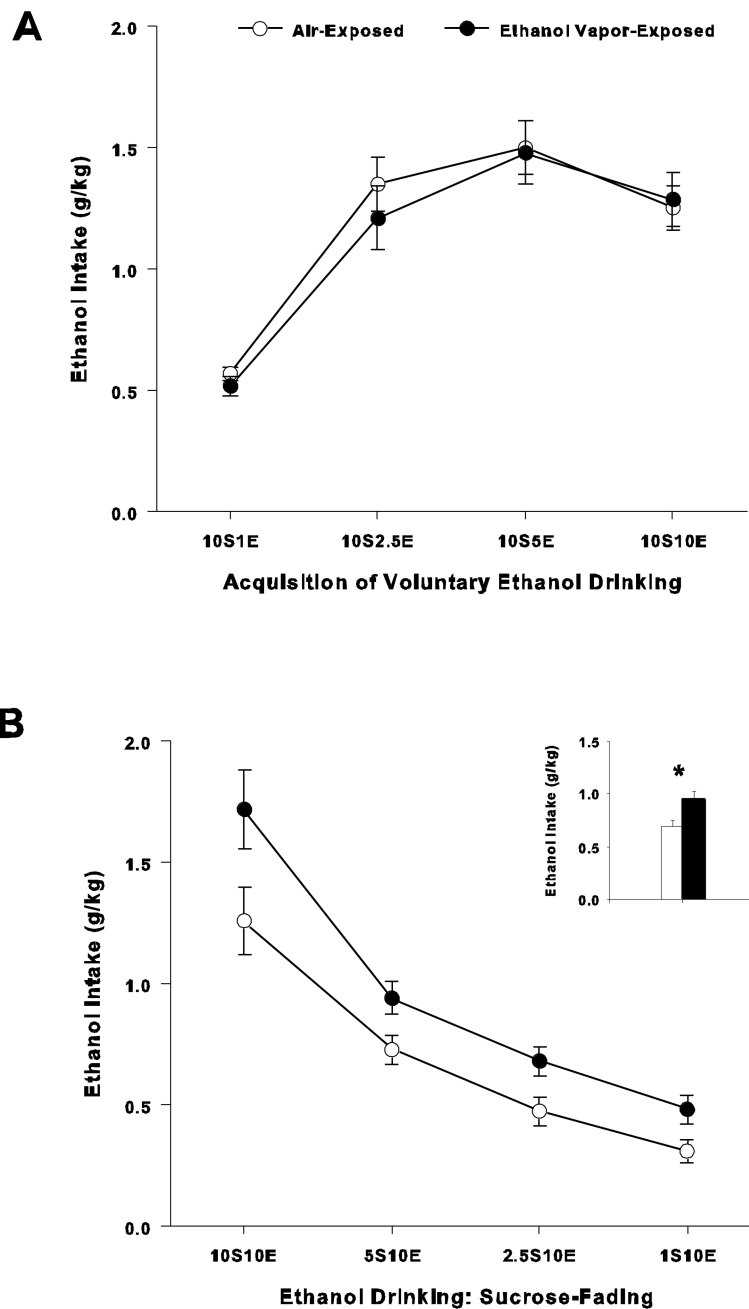 A
Air-Exposed
Ethanol Vapor-Exposed
Ethanol Intake (g/kg)
2.0
1.5
1.0
0.5
0.0
10S1E 10S2.5E 10S5E 10S10E
Acquisition of Voluntary Ethanol Drinking
B
Ethanol Intake (g/kg)
2.0
1.5
1.0
0.5
0.0
Ethanol Intake (g/kg)
1.5
1.0
0.5
0.0
*
10S10E 5S10E 2.5S10E 1S10E
Ethanol Drinking: Sucrose-Fading